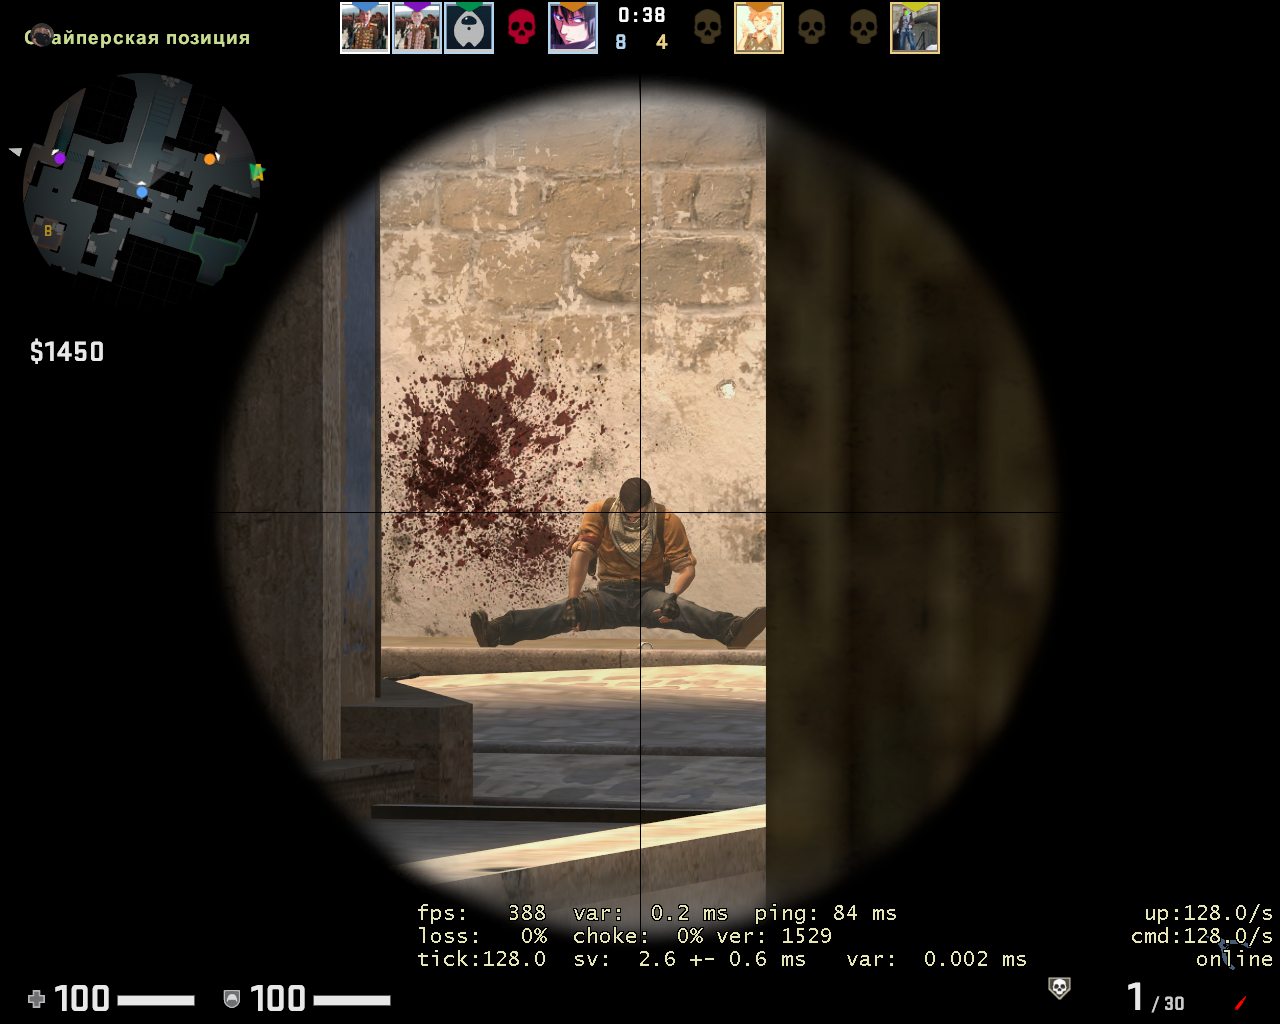 Снайперская позиция
0:38
8 4
A
B
$1450
fps: 388 var: 0.2 ms ping: 84 ms
loss: 0% choke: 0% ver: 1529
tick:128.0 sv: 2.6 +- 0.6 ms var: 0.002 ms
up:128.0/s
cmd:128.0/s
online
100 100
1 / 30